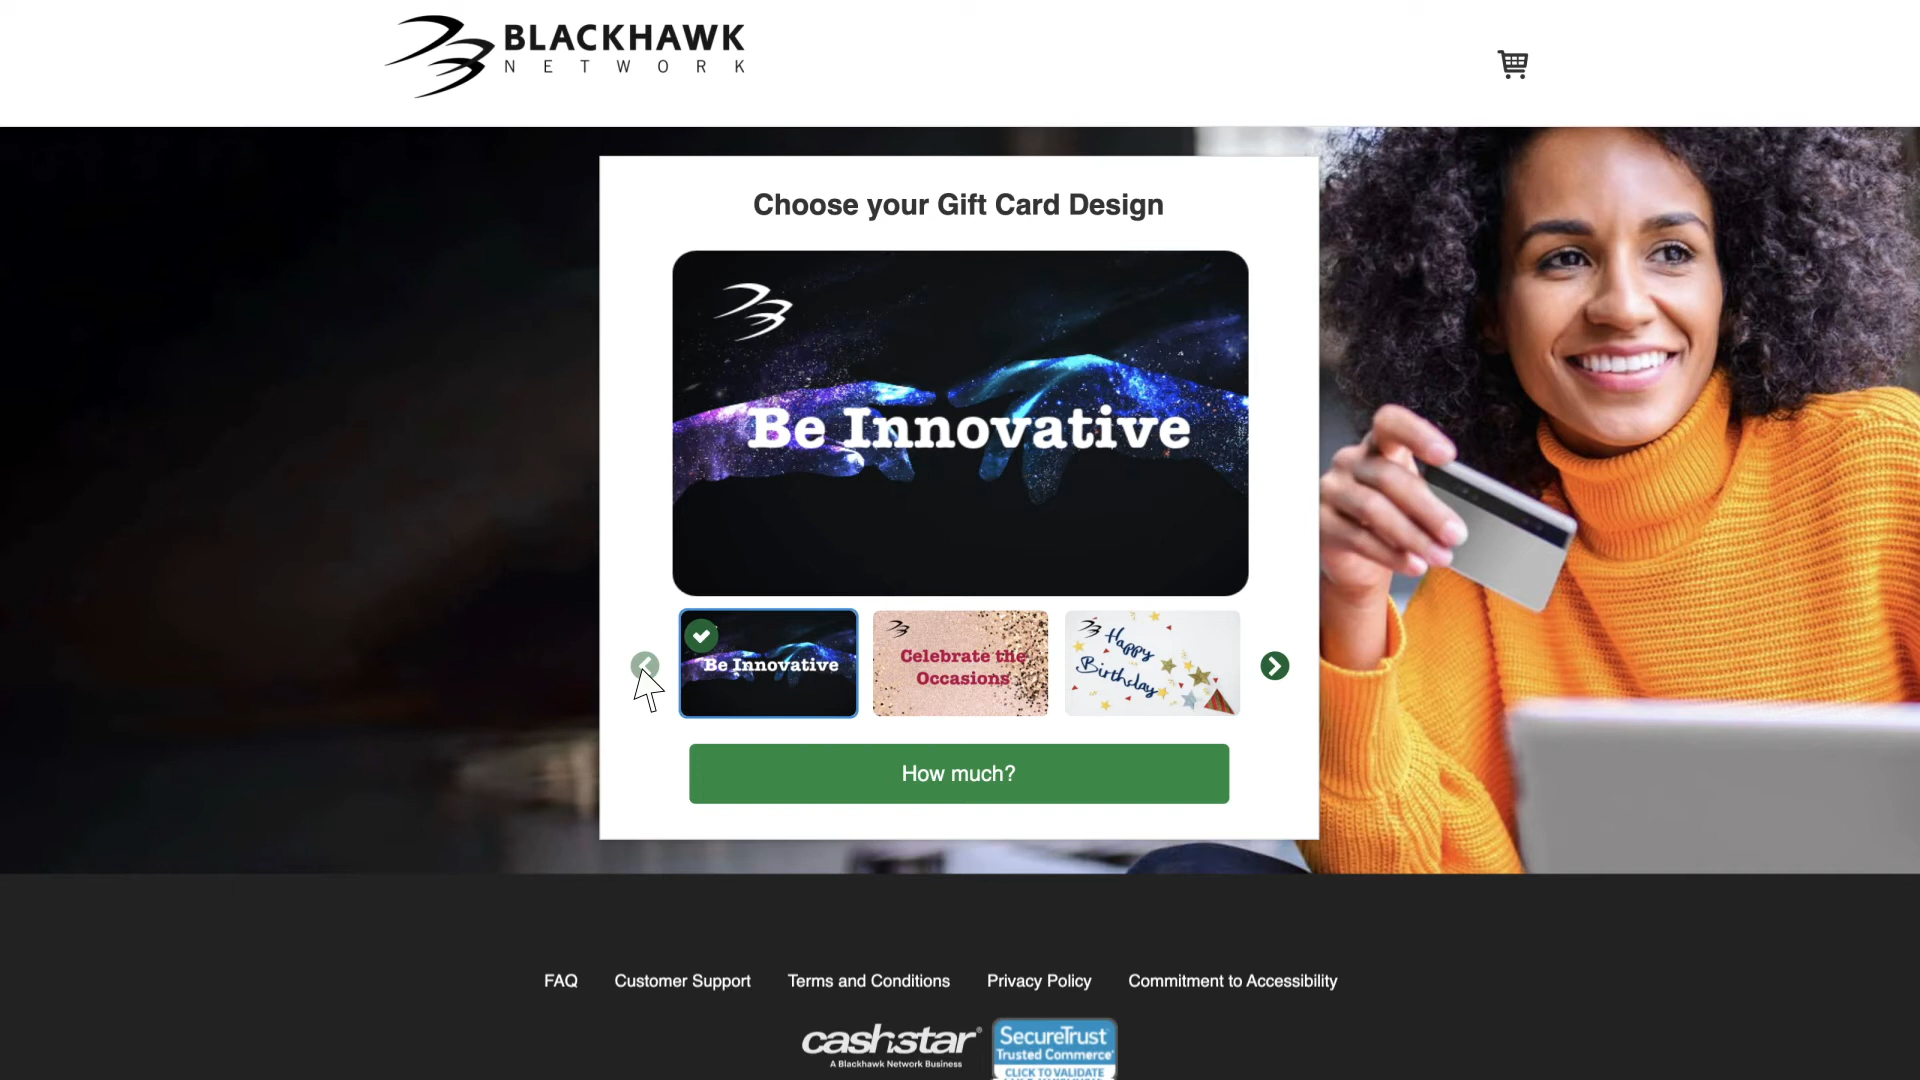 BLACKHAWK
NETWORK
Choose your Gift Card Design
Be Innovative
Be Innovative
Celebrate the
Occasions
Happy
Birthday
How much?
FAQ
Customer Support
Terms and Conditions
Privacy Policy
Commitment to Accessibility
cashstar®
A Blackhawk Network Business
SecureTrust
Trusted Commerce
CLICK TO VALIDATE